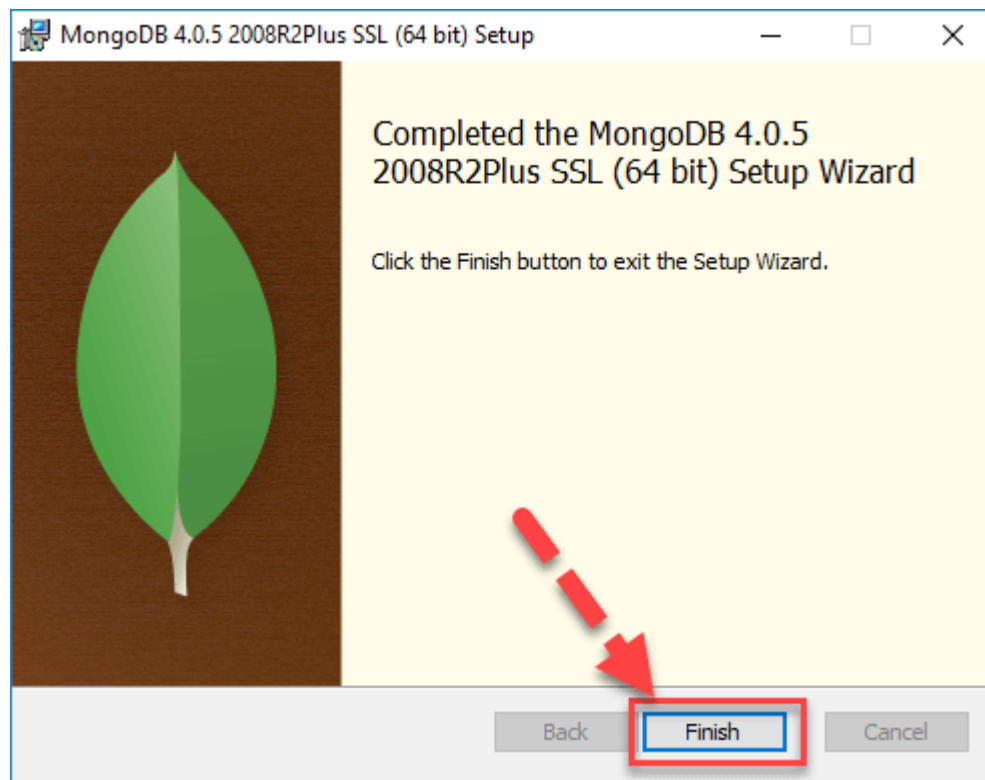 MongoDB 4.0.5 2008R2Plus SSL (64 bit) Setup
Completed the MongoDB 4.0.5
2008R2Plus SSL (64 bit) Setup Wizard
Click the Finish button to exit the Setup Wizard.
Back
Finish
Cancel